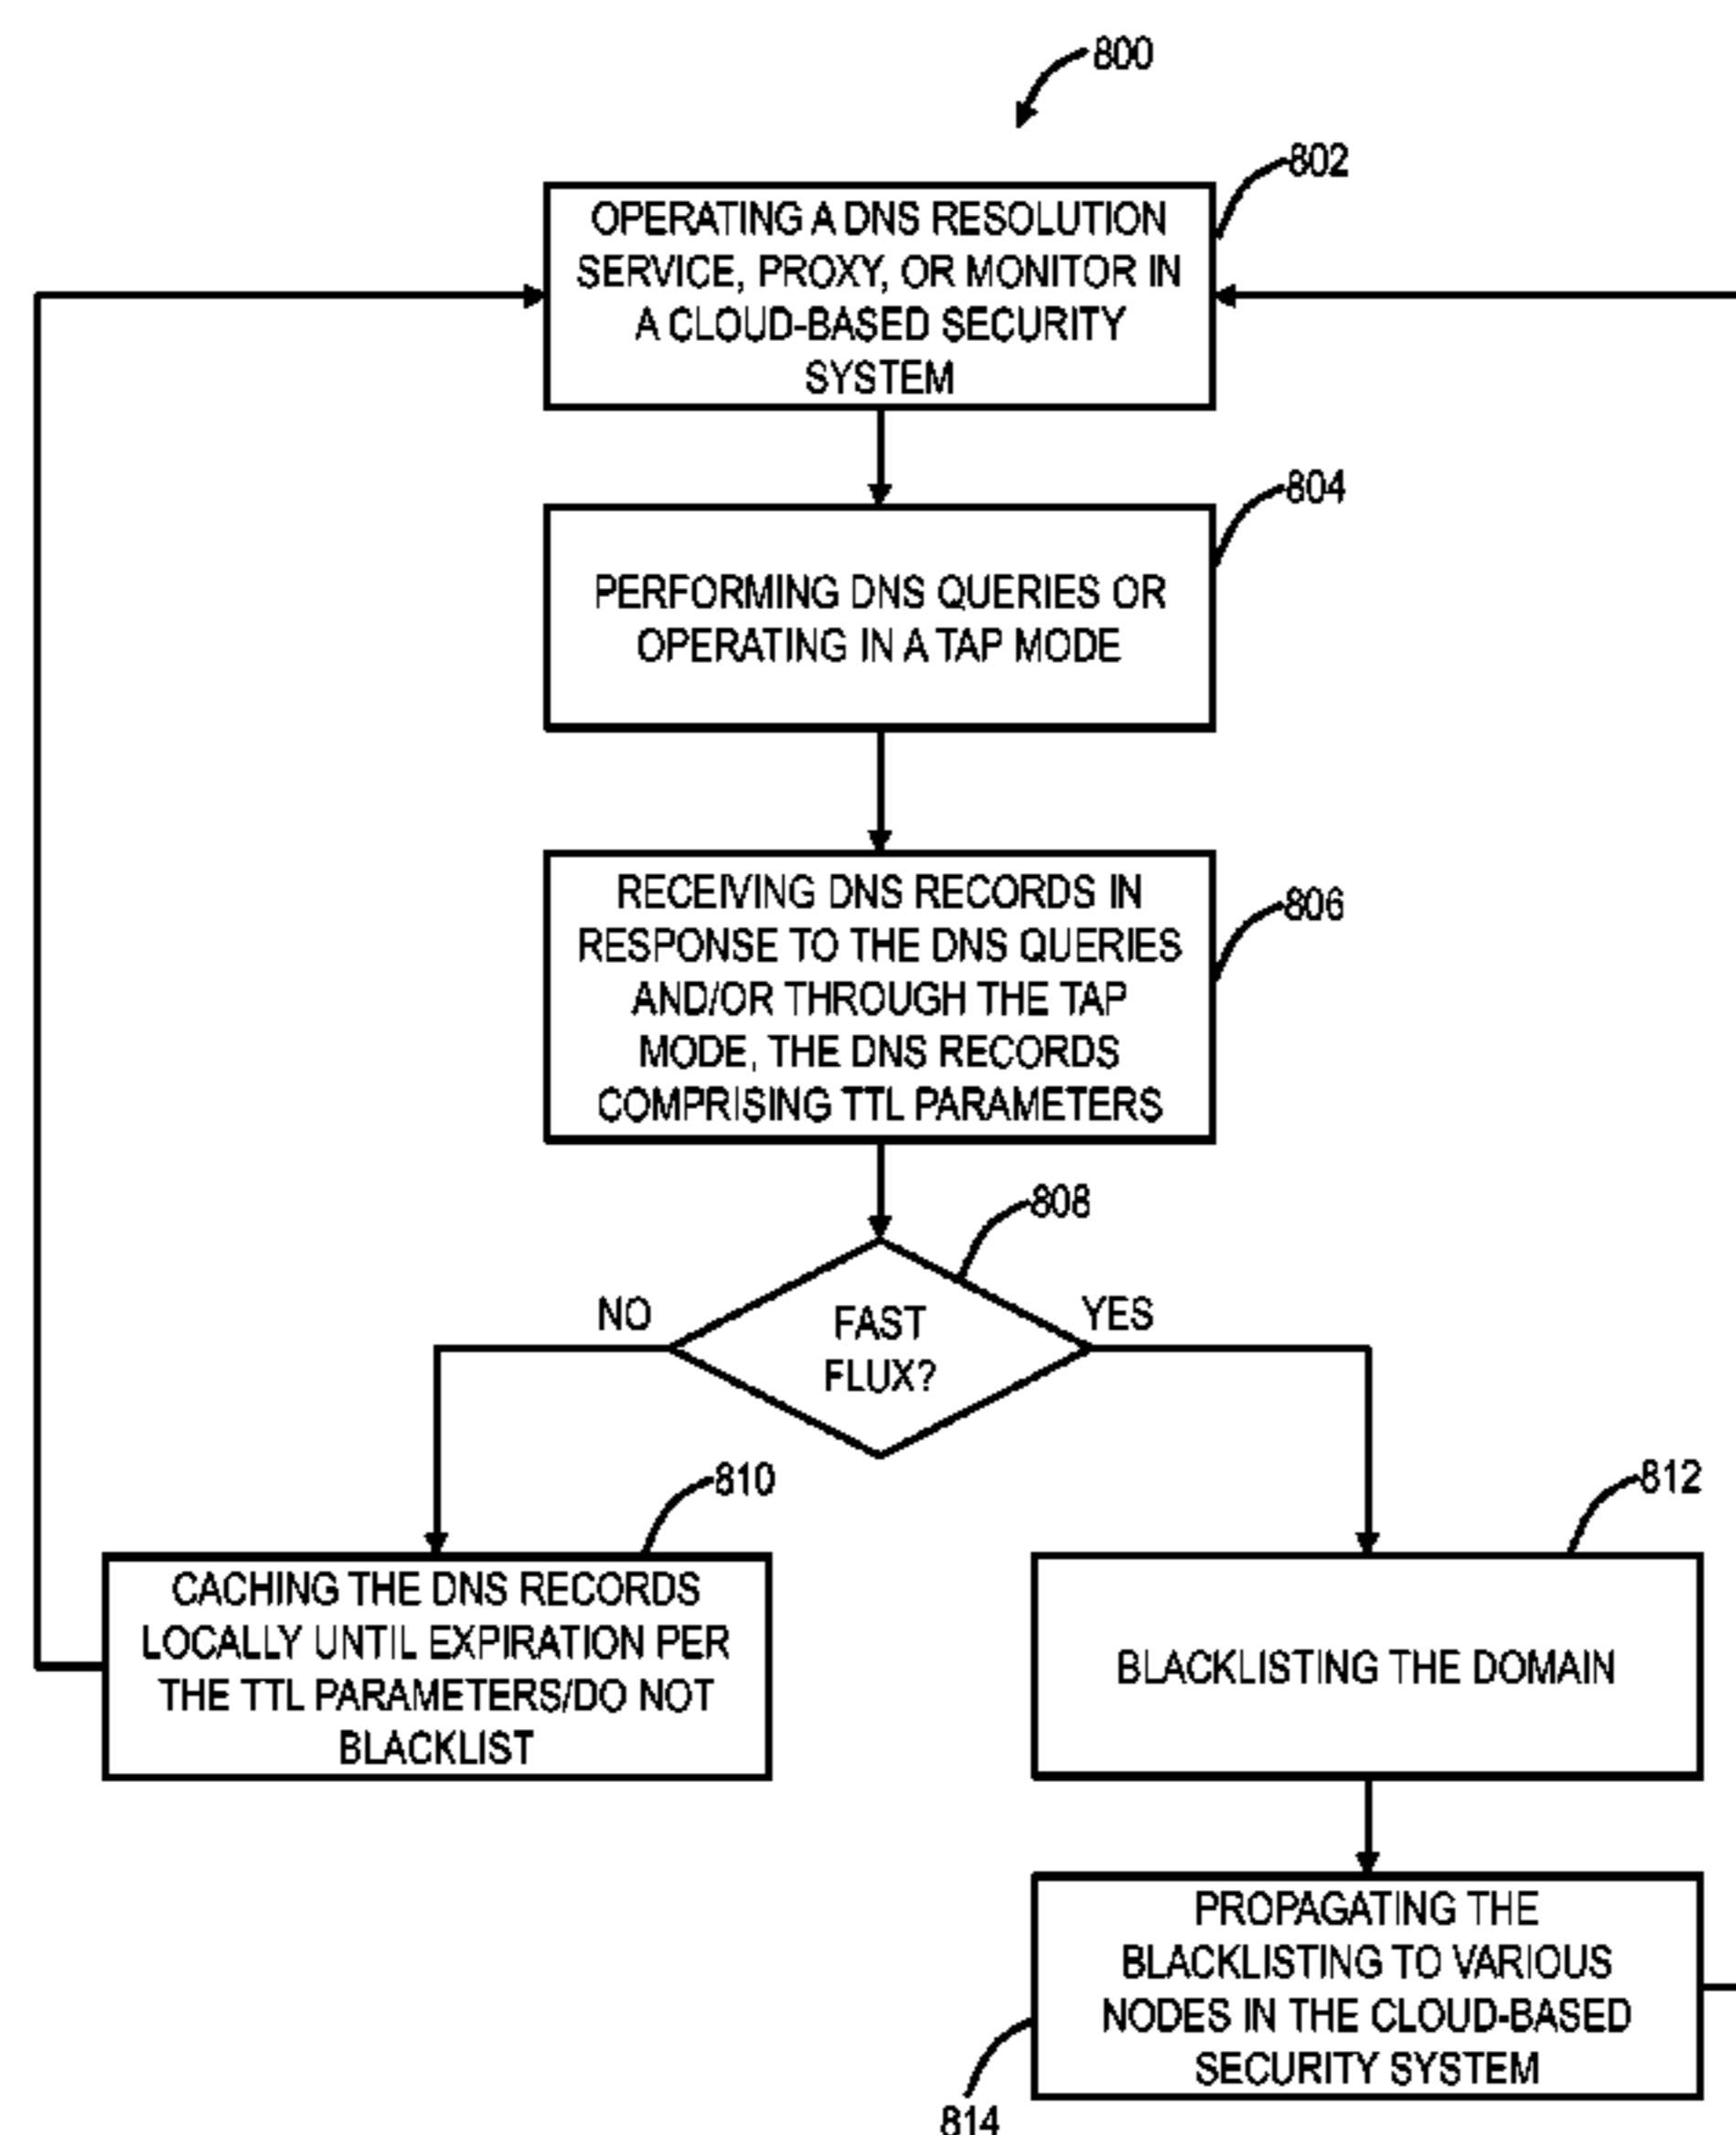 800
802
OPERATING A DNS RESOLUTION
SERVICE, PROXY, OR MONITOR IN
A CLOUD-BASED SECURITY
SYSTEM
804
PERFORMING DNS QUERIES OR
OPERATING IN A TAP MODE
806
RECEIVING DNS RECORDS IN
RESPONSE TO THE DNS QUERIES
AND/OR THROUGH THE TAP
MODE, THE DNS RECORDS
COMPRISING TTL PARAMETERS
808
NO
FAST
FLUX?
YES
810
CACHING THE DNS RECORDS
LOCALLY UNTIL EXPIRATION PER
THE TTL PARAMETERS/DO NOT
BLACKLIST
812
BLACKLISTING THE DOMAIN
PROPAGATING THE
BLACKLISTING TO VARIOUS
NODES IN THE CLOUD-BASED
SECURITY SYSTEM
814